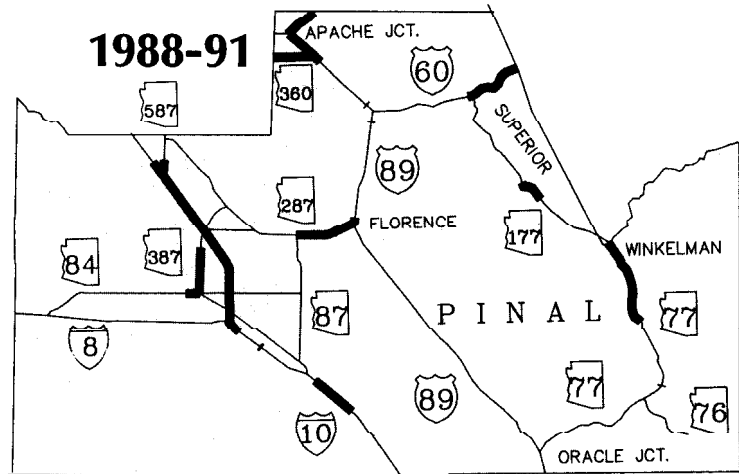 1988-91
APACHE JCT.
60
587
360
SUPERIOR
89
287
FLORENCE
177
84
387
WINKELMAN
87
PINAL
77
8
77
89
76
10
ORACLE JCT.